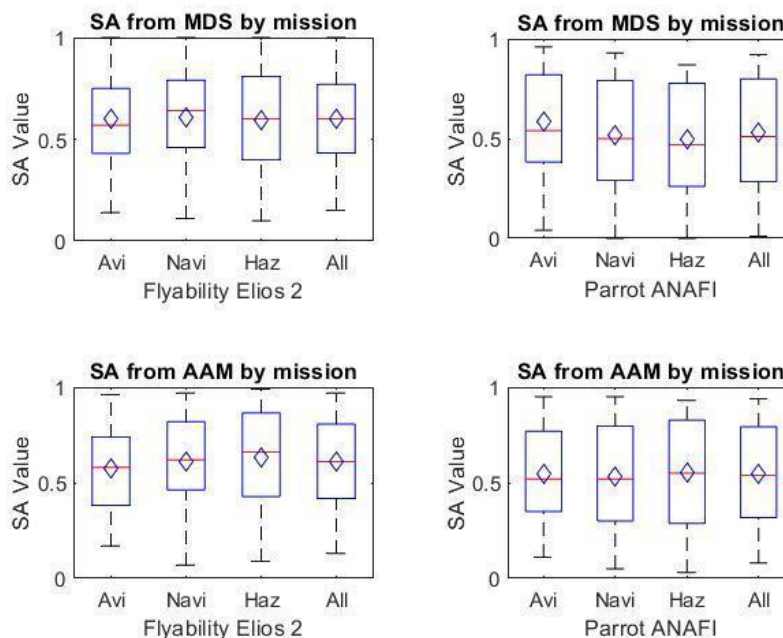 SA from MDS by mission
1
0.5
0
SA Value
Avi Navi Haz All
Flyability Elios 2
SA from MDS by mission
1
0.5
0
SA Value
Avi Navi Haz All
Parrot ANAFI
SA from AAM by mission
1
0.5
0
SA Value
Avi Navi Haz All
Flyability Elios 2
SA from AAM by mission
1
0.5
0
SA Value
Avi Navi Haz All
Parrot ANAFI